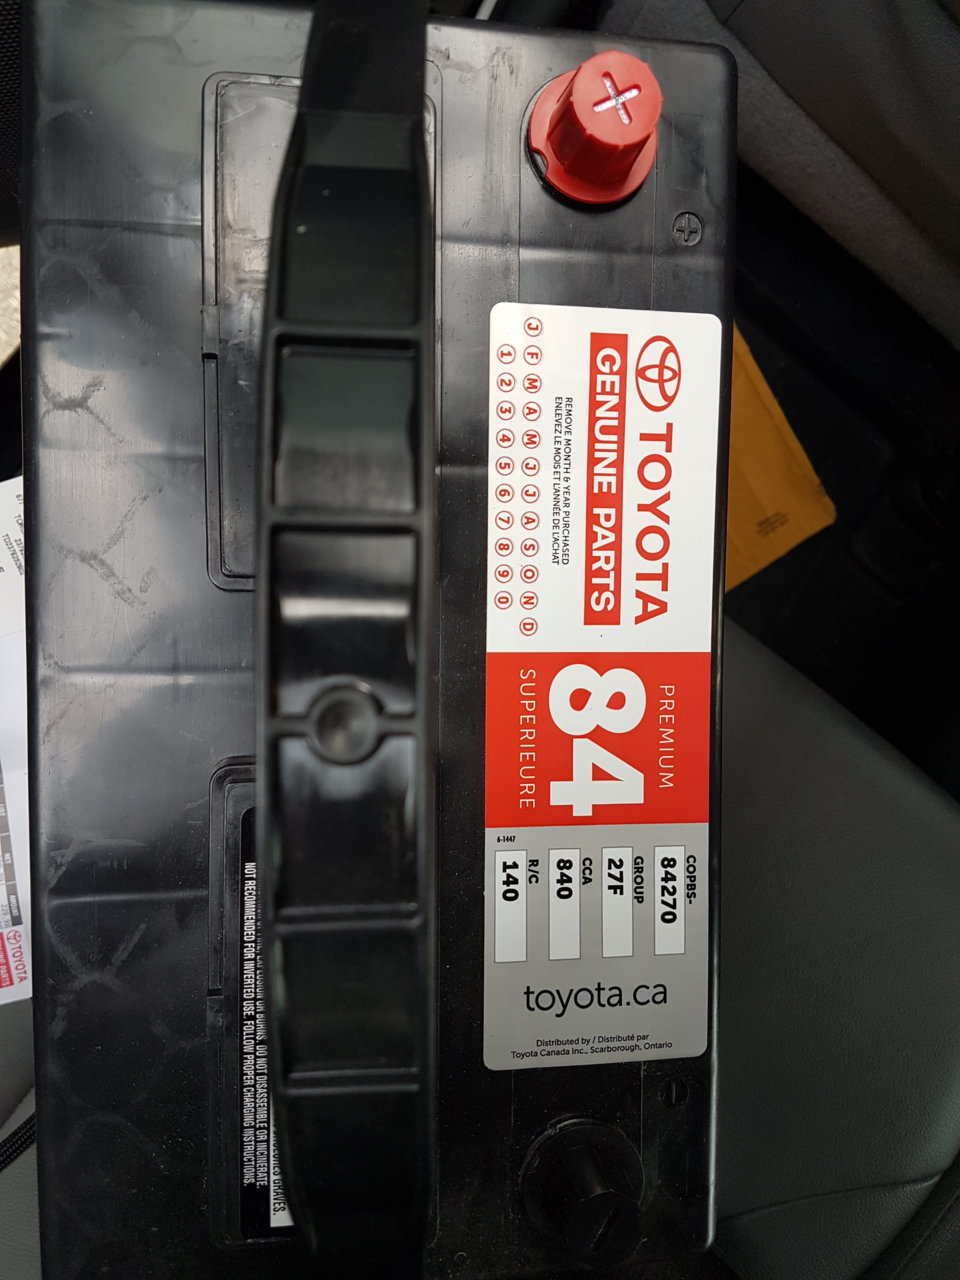 TOYOTA
GENUINE PARTS
REMOVE MONTH & YEAR PURCHASED
ENLEVEZ LE MOIS ET L'ANNÉE DE L'ACHAT
J F M A M J J A S O N D
1 2 3 4 5 6 7 8 9 0
PREMIUM
84
SUPERIEURE
COPBS-
84270
GROUP
27F
CCA
840
R/C
140
6-1447
toyota.ca
Distributed by / Distribué par
Toyota Canada Inc., Scarborough, Ontario
EXPLOSION OR BURNS. DO NOT DISASSEMBLE OR INCINERATE.
NOT RECOMMENDED FOR INVERTED USE. FOLLOW PROPER CHARGING INSTRUCTIONS.
TOYOTA